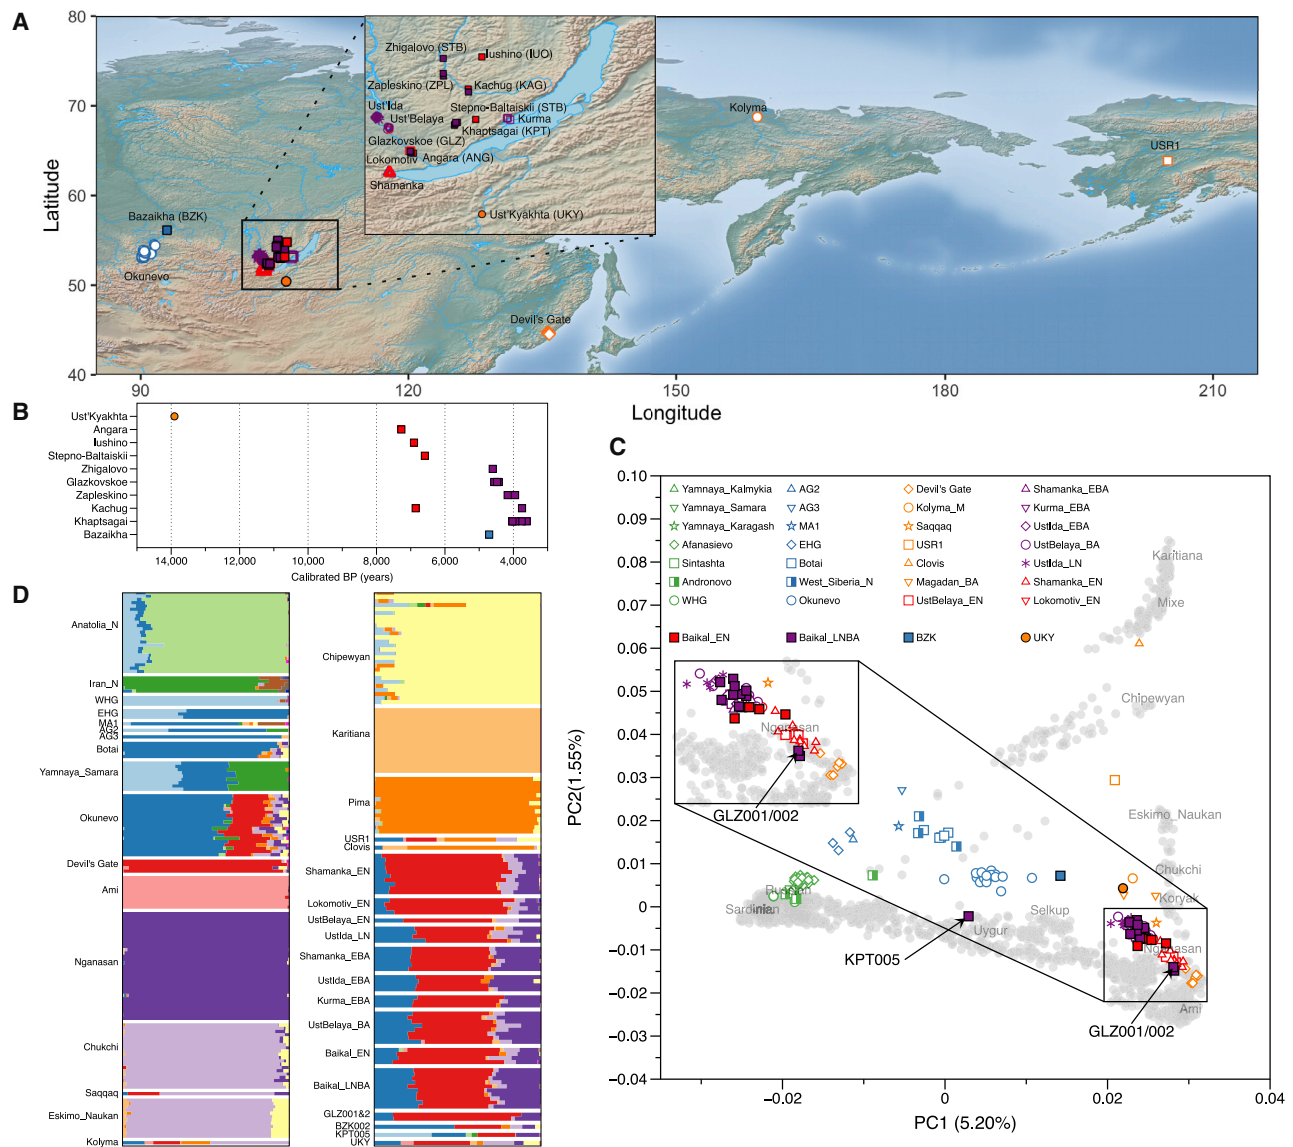 A
80
70
60
50
40
Latitude
90
120
150
180
210
Longitude
Zhigalovo (STB)
Iushino (IUO)
Zapleskino (ZPL)
Kachug (KAG)
Ust'Ida
Stepno-Baltaiskii (STB)
Ust'Belaya
Kurma
Khaptsagai (KPT)
Glazkovskoe (GLZ)
Lokomotiv
Angara (ANG)
Shamanka
Ust'Kyakhta (UKY)
Kolyma
USR1
Bazaikha (BZK)
Okunevo
Devil's Gate
B
Ust'Kyakhta
Angara
Iushino
Stepno-Baltaiskii
Zhigalovo
Glazkovskoe
Zapleskino
Kachug
Khaptsagai
Bazaikha
14,000
12,000
10,000
8,000
6,000
4,000
Calibrated BP (years)
C
0.10
0.09
0.08
0.07
0.06
0.05
0.04
0.03
0.02
0.01
0
−0.01
−0.02
−0.03
−0.04
PC2(1.55%)
−0.02
0
0.02
0.04
PC1 (5.20%)
Yamnaya_Kalmykia
AG2
Devil's Gate
Shamanka_EBA
Yamnaya_Samara
AG3
Kolyma_M
Kurma_EBA
Yamnaya_Karagash
MA1
Saqqaq
UstIda_EBA
Afanasievo
EHG
USR1
UstBelaya_BA
Sintashta
Botai
Clovis
UstIda_LN
Andronovo
West_Siberia_N
Magadan_BA
Shamanka_EN
WHG
Okunevo
UstBelaya_EN
Lokomotiv_EN
Baikal_EN
Baikal_LNBA
BZK
UKY
Karitiana
Mixe
Chipewyan
Nganasan
GLZ001/002
Eskimo_Naukan
Chukchi
Koryak
Russian
Sardinian
Selkup
Uygur
Nganasan
KPT005
Ami
GLZ001/002
D
Anatolia_N
Iran_N
WHG
EHG
MA1
AG2
AG3
Botai
Yamnaya_Samara
Okunevo
Devil's Gate
Ami
Nganasan
Chukchi
Saqqaq
Eskimo_Naukan
Kolyma
Chipewyan
Karitiana
Pima
USR1
Clovis
Shamanka_EN
Lokomotiv_EN
UstBelaya_EN
UstIda_LN
Shamanka_EBA
UstIda_EBA
Kurma_EBA
UstBelaya_BA
Baikal_EN
Baikal_LNBA
GLZ001&2
BZK002
KPT005
UKY